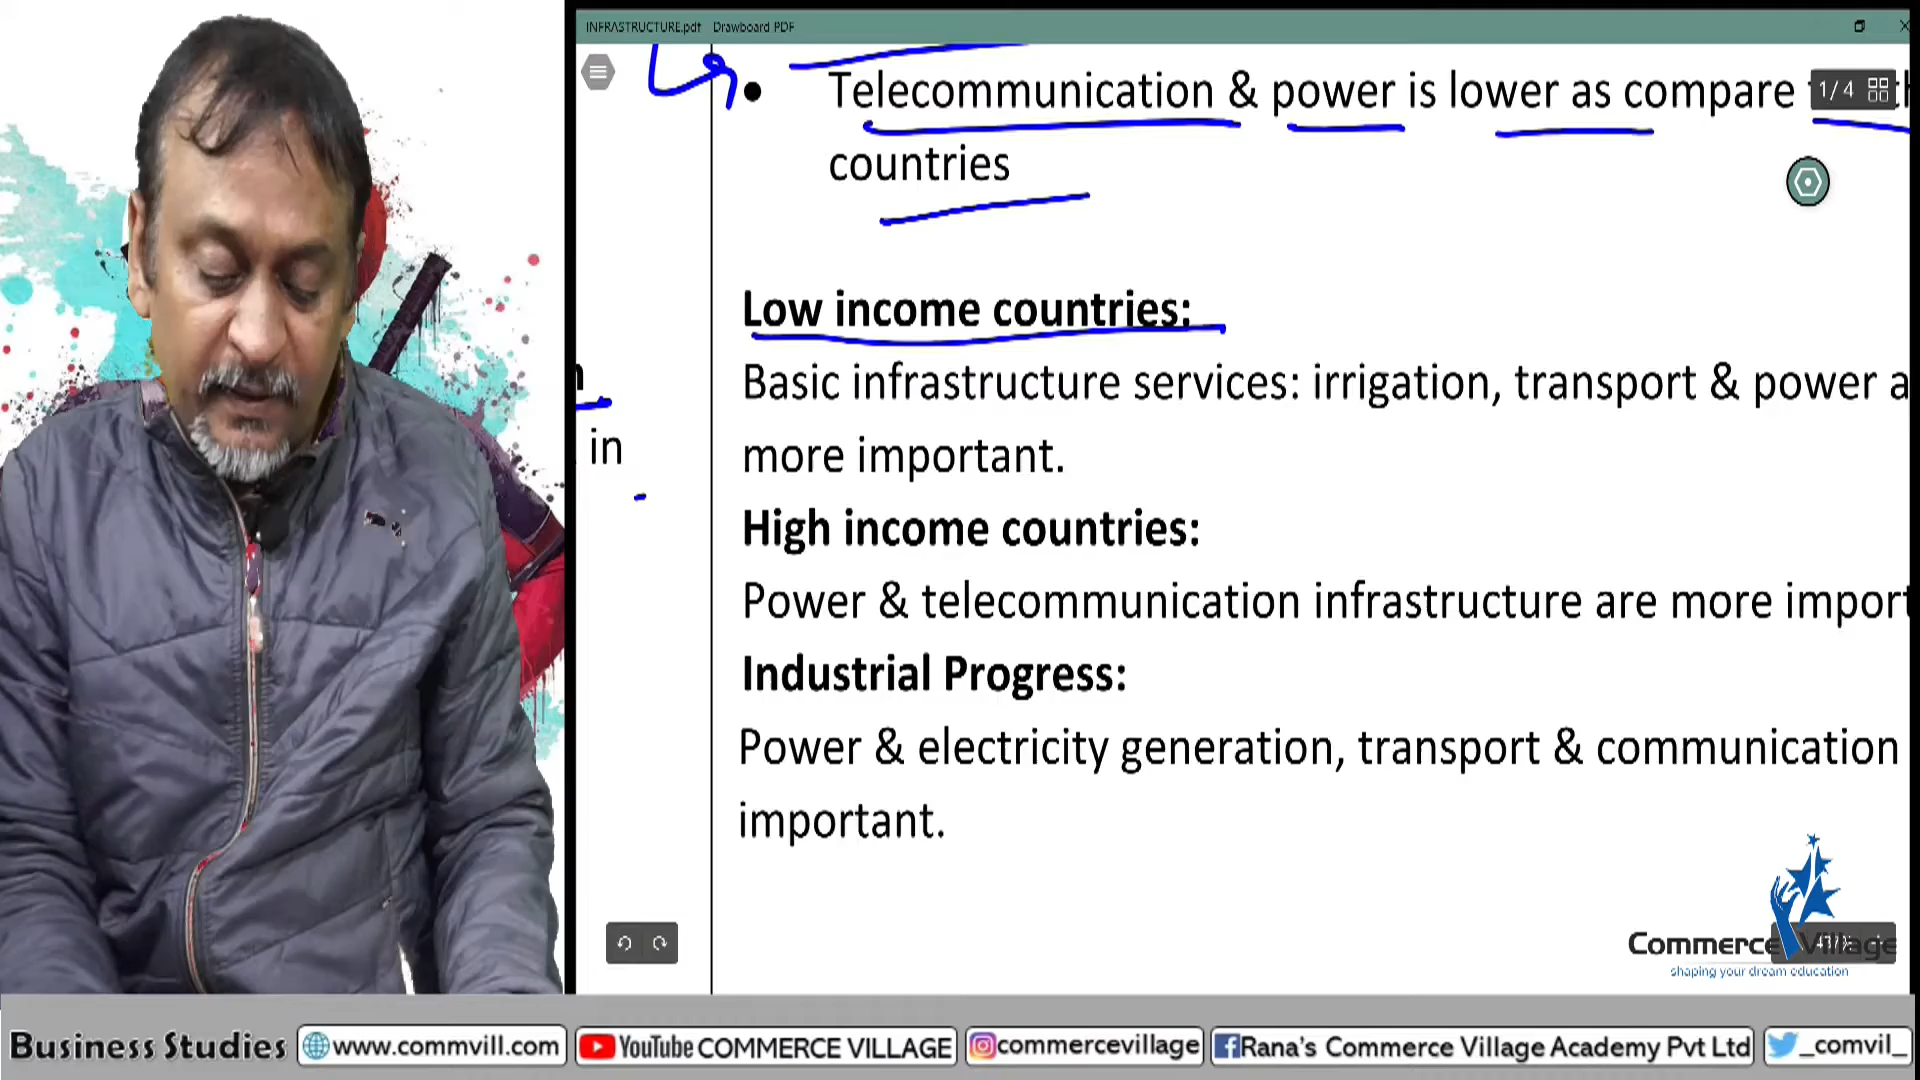 INFRASTRUCTURE.pdf Drawboard PDF
Telecommunication & power is lower as compare
1/4
countries
Low income countries:
Basic infrastructure services: irrigation, transport & power a
more important.
in
High income countries:
Power & telecommunication infrastructure are more import
Industrial Progress:
Power & electricity generation, transport & communication
important.
Commerce Village
shaping your dream education
Business Studies www.commvill.com YouTube COMMERCE VILLAGE commercevillage Rana's Commerce Village Academy Pvt Ltd _comvil_